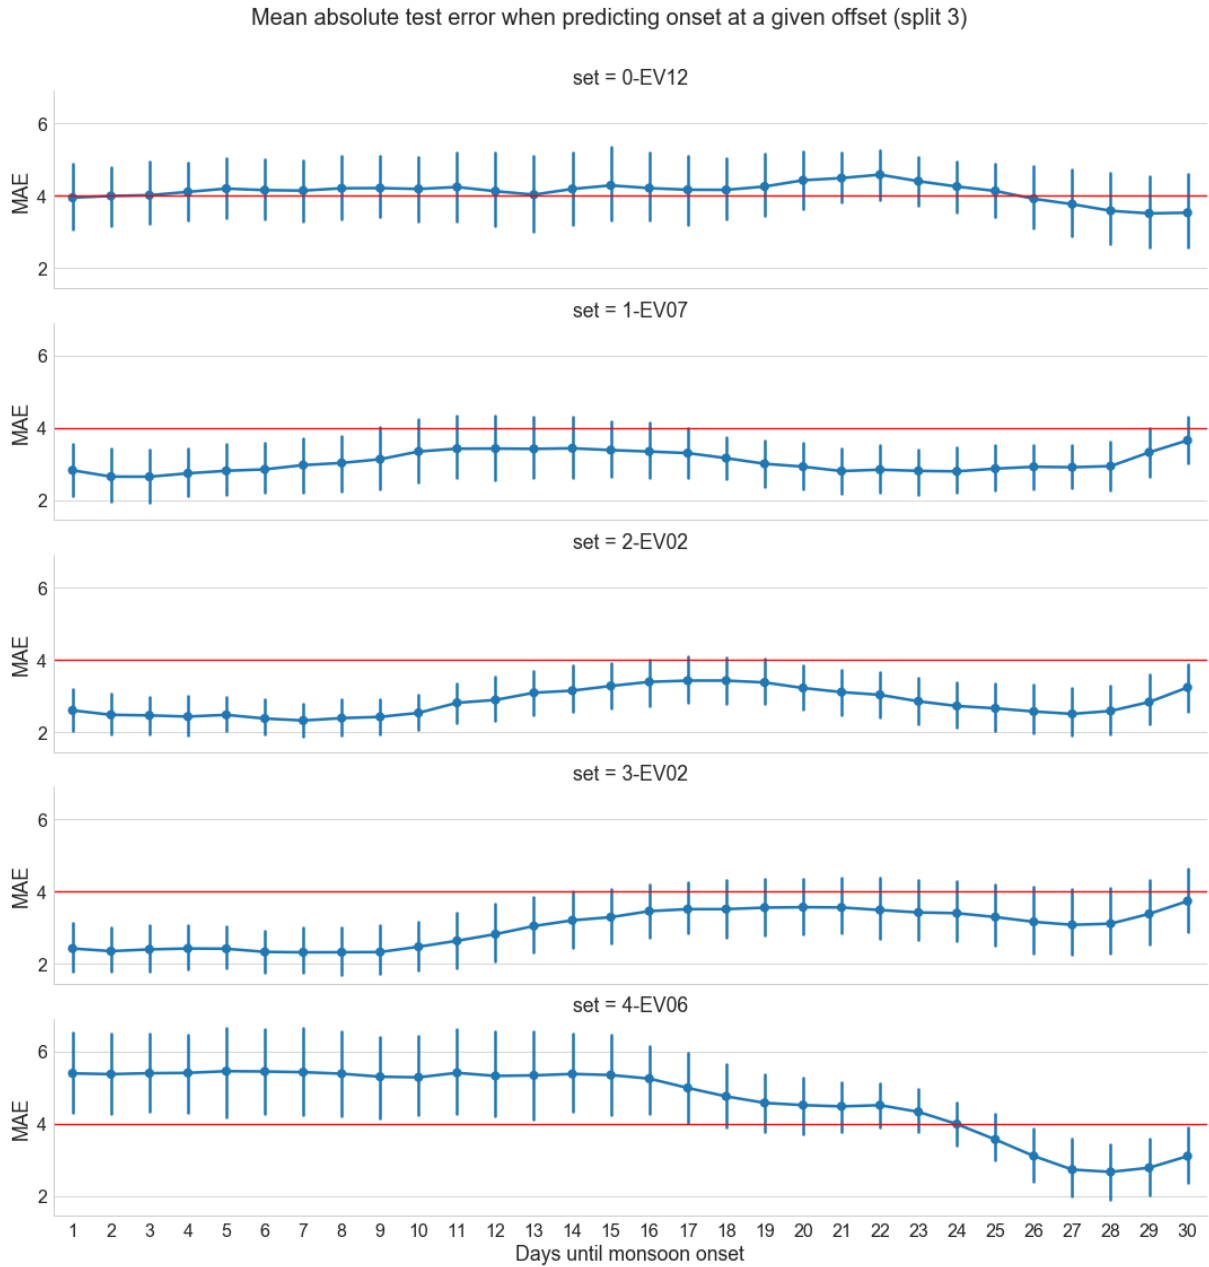 Mean absolute test error when predicting onset at a given offset (split 3)
set = 0-EV12
6
4
2
MAE
set = 1-EV07
6
4
2
MAE
set = 2-EV02
6
4
2
MAE
set = 3-EV02
6
4
2
MAE
set = 4-EV06
6
4
2
MAE
1 2 3 4 5 6 7 8 9 10 11 12 13 14 15 16 17 18 19 20 21 22 23 24 25 26 27 28 29 30
Days until monsoon onset